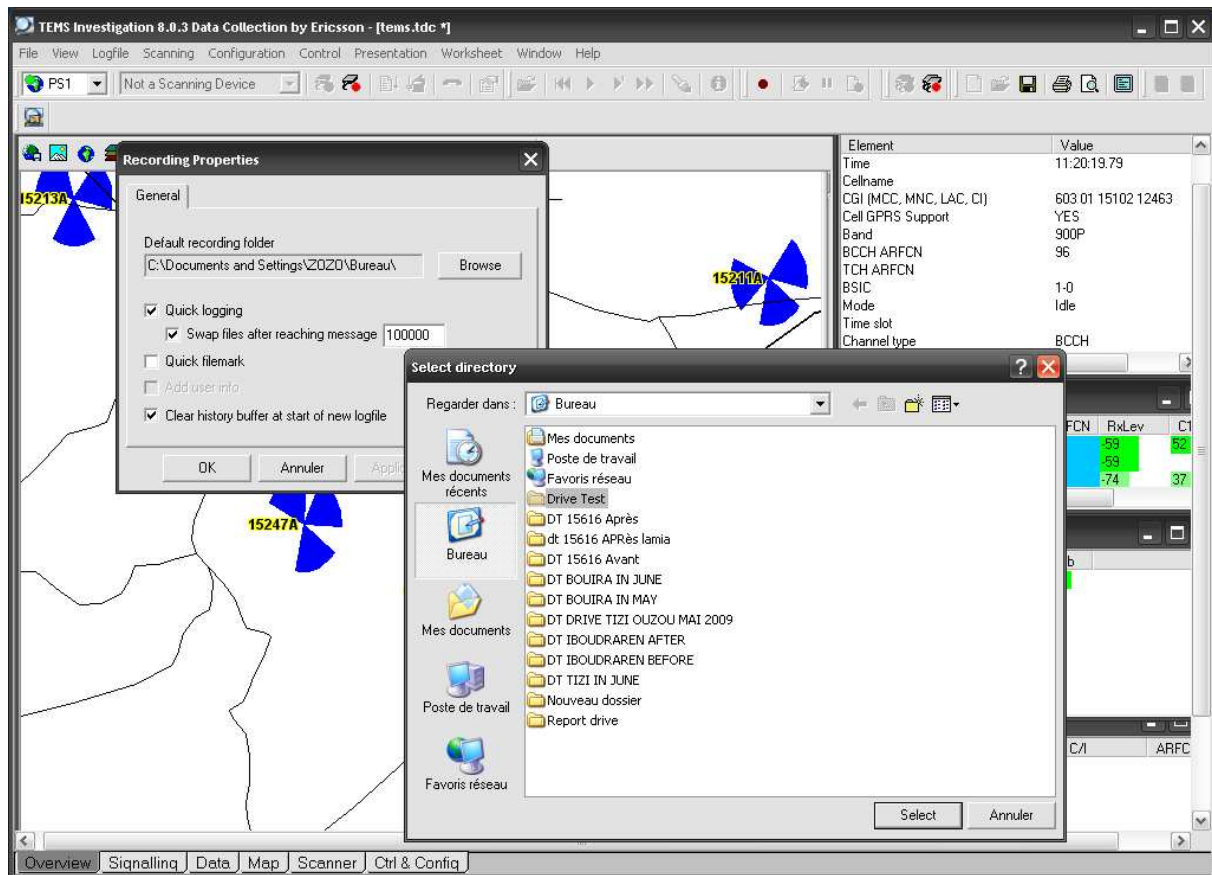 TEMS Investigation 8.0.3 Data Collection by Ericsson - [tems.tdc *]
File View Logfile Scanning Configuration Control Presentation Worksheet Window Help
PS1 Not a Scanning Device
15213A
15211A
15247A
Recording Properties
General
Default recording folder
C:\Documents and Settings\ZOZO\Bureau\ Browse
Quick logging
Swap files after reaching message 100000
Quick filemark
Add user info
Clear history buffer at start of new logfile
OK Annuler Applic
Element Value
Time 11:20:19.79
Cellname
CGI (MCC, MNC, LAC, CI) 603 01 15102 12463
Cell GPRS Support YES
Band 900P
BCCH ARFCN 96
TCH ARFCN
BSIC 1-0
Mode Idle
Time slot
Channel type BCCH
FCN RxLev C1
-59 52
-59
-74 37
b
C/I ARFC
Select directory
Regarder dans : Bureau
Mes documents récents
Bureau
Mes documents
Poste de travail
Favoris réseau
Mes documents
Poste de travail
Favoris réseau
Drive Test
DT 15616 Après
dt 15616 APRès lamia
DT 15616 Avant
DT BOUIRA IN JUNE
DT BOUIRA IN MAY
DT DRIVE TIZI OUZOU MAI 2009
DT IBOUDRAREN AFTER
DT IBOUDRAREN BEFORE
DT TIZI IN JUNE
Nouveau dossier
Report drive
Select Annuler
Overview Signalling Data Map Scanner Ctrl & Config